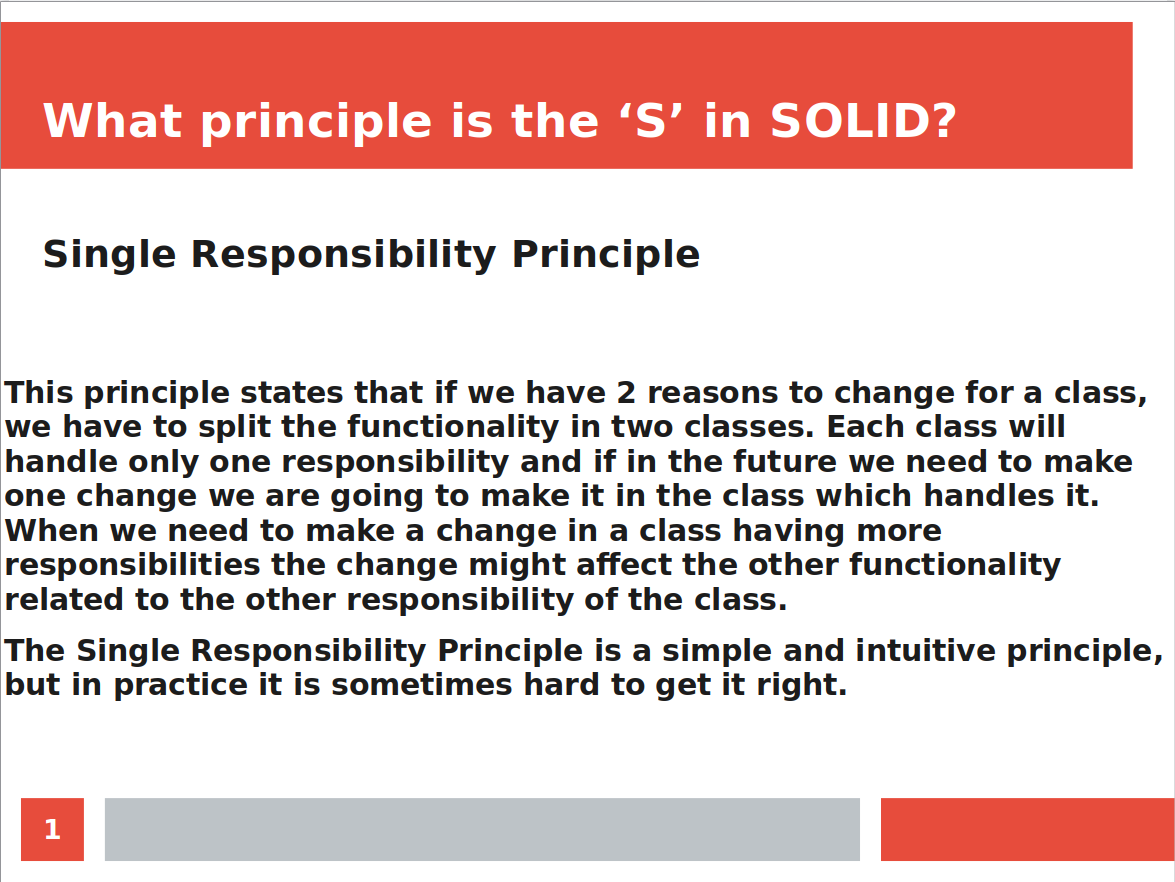 What principle is the ‘S’ in SOLID?
Single Responsibility Principle
This principle states that if we have 2 reasons to change for a class,
we have to split the functionality in two classes. Each class will
handle only one responsibility and if in the future we need to make
one change we are going to make it in the class which handles it.
When we need to make a change in a class having more
responsibilities the change might affect the other functionality
related to the other responsibility of the class.
The Single Responsibility Principle is a simple and intuitive principle,
but in practice it is sometimes hard to get it right.
1